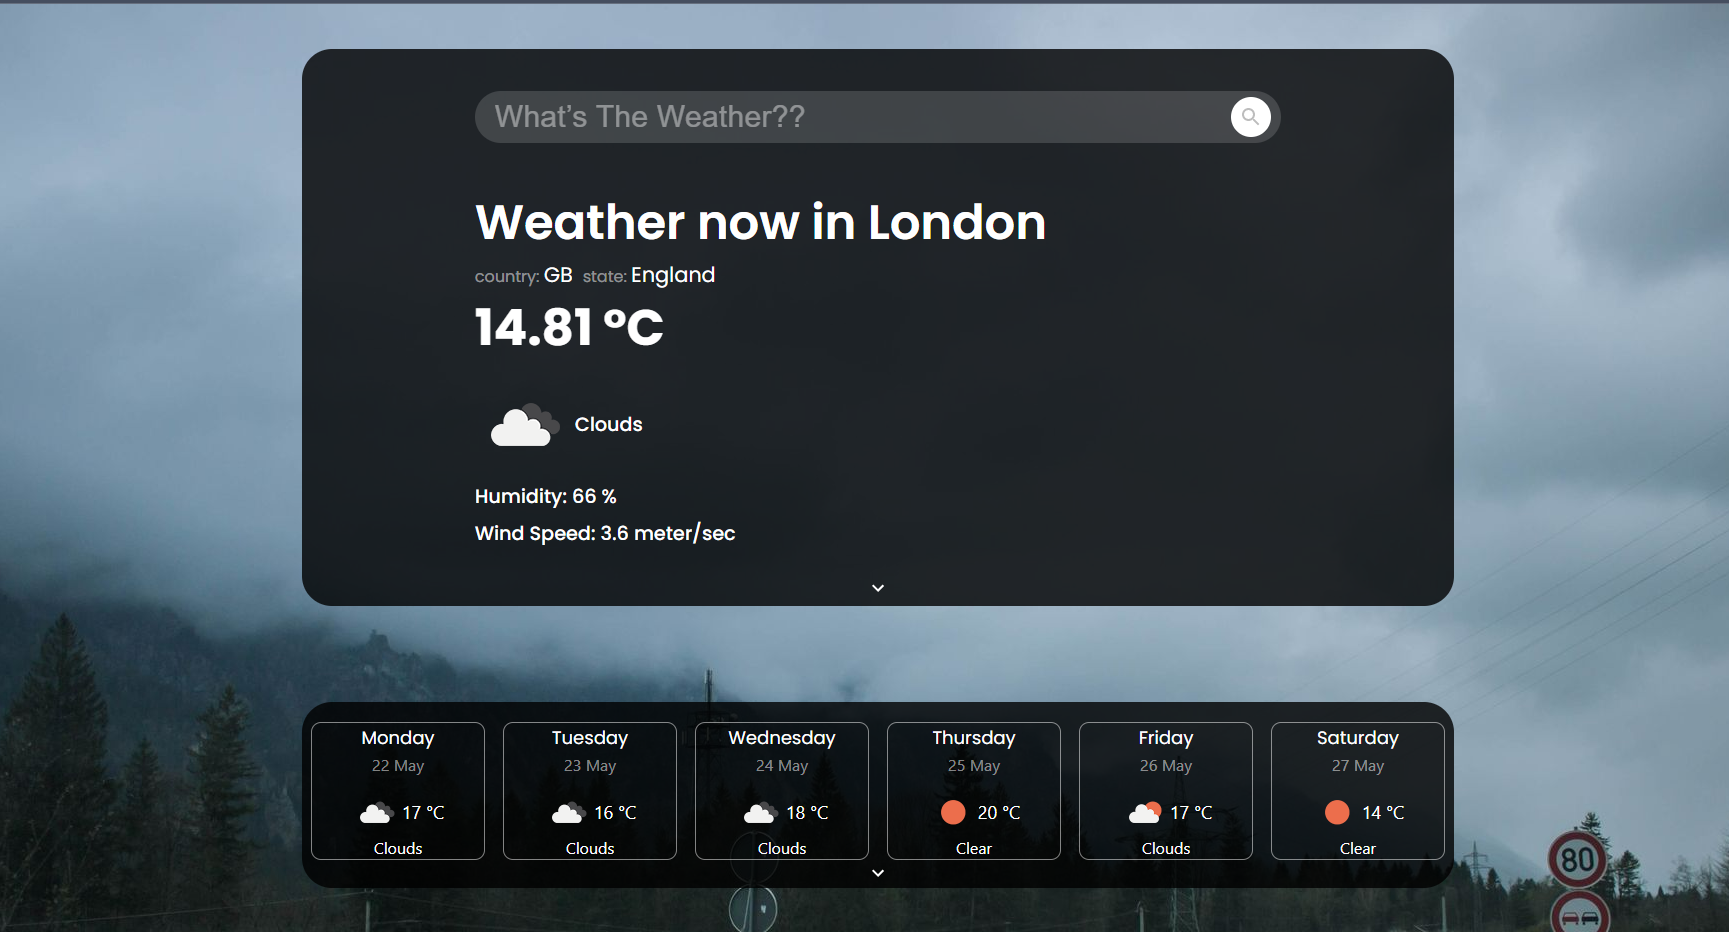 What's The Weather??
Weather now in London
country: GB state: England
14.81 °C
Clouds
Humidity: 66 %
Wind Speed: 3.6 meter/sec
Monday
22 May
17 °C
Clouds
Tuesday
23 May
16 °C
Clouds
Wednesday
24 May
18 °C
Clouds
Thursday
25 May
20 °C
Clear
Friday
26 May
17 °C
Clouds
Saturday
27 May
14 °C
Clear
80